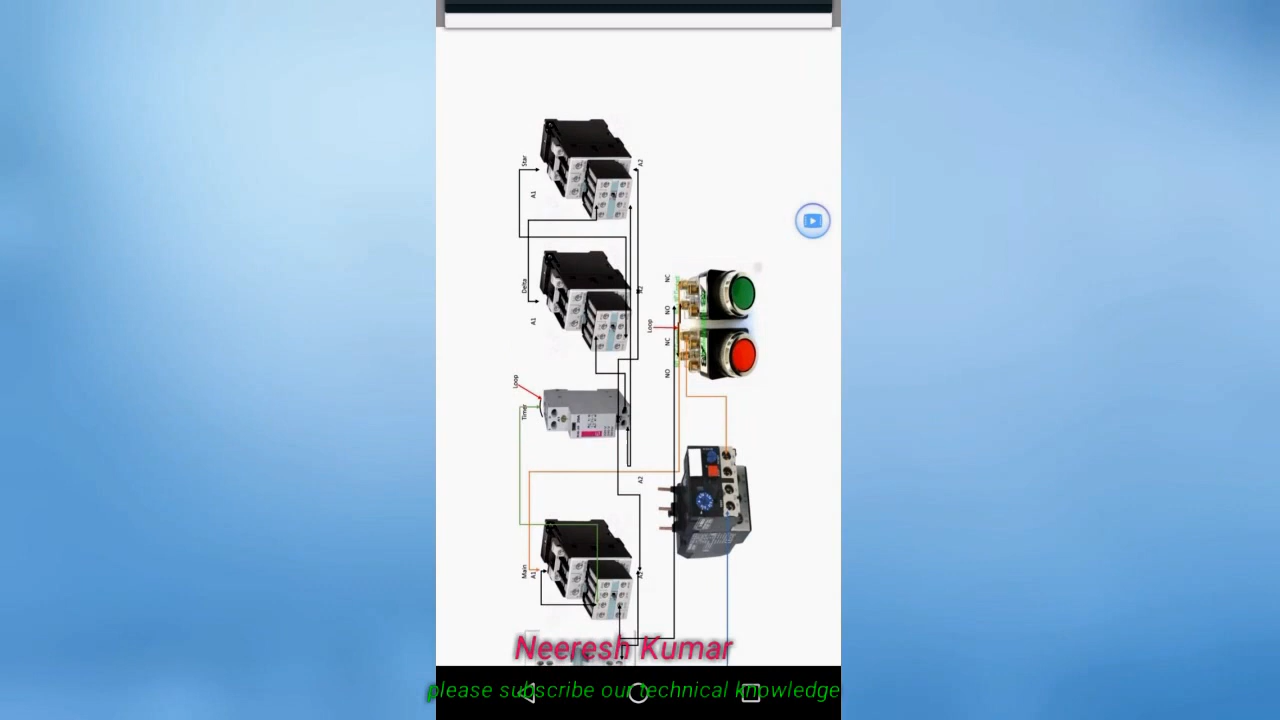 Star
A1
A2
Delta
A1
A2
NC
NO
Loop
NC
NO
Loop
Timer
A2
Main
A1
A2
Neeresh Kumar
please subscribe our technical knowledge